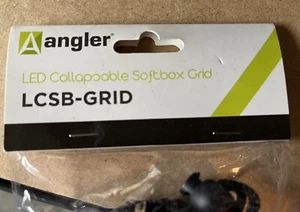 angler
LED Collapsable Softbox Grid
LCSB-GRID